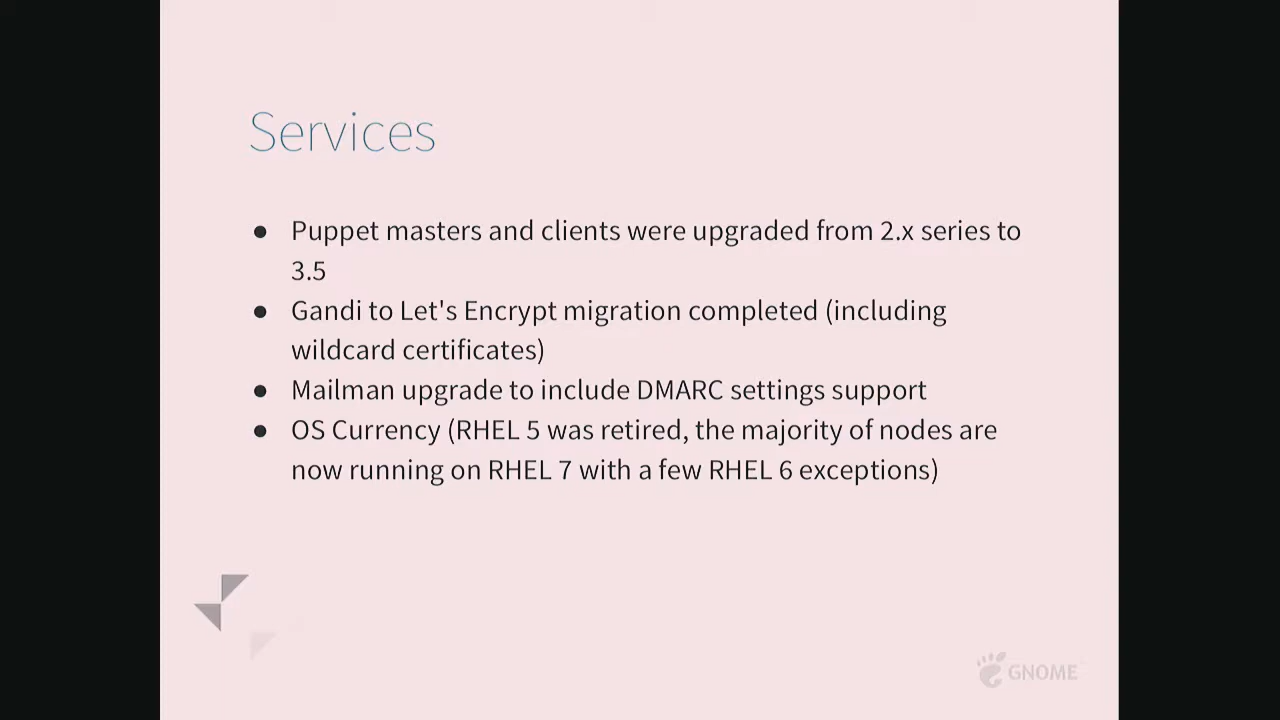 Services
● Puppet masters and clients were upgraded from 2.x series to
3.5
● Gandi to Let's Encrypt migration completed (including
wildcard certificates)
● Mailman upgrade to include DMARC settings support
● OS Currency (RHEL 5 was retired, the majority of nodes are
now running on RHEL 7 with a few RHEL 6 exceptions)
GNOME